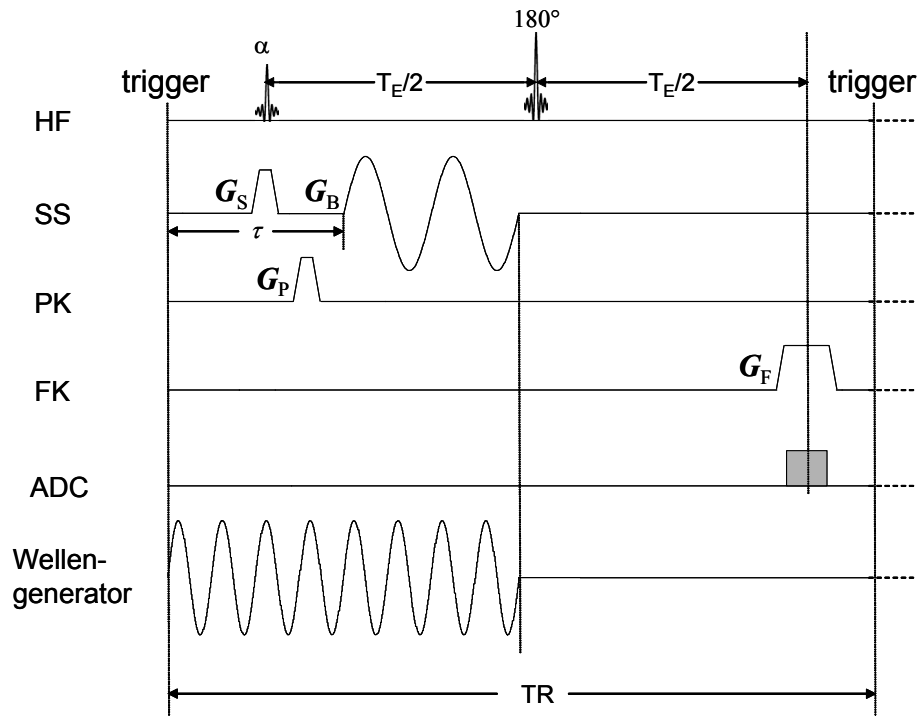 180°
α
trigger
T_E/2
T_E/2
trigger
HF
G_S
G_B
SS
τ
G_P
PK
G_F
FK
ADC
Wellen-
generator
TR